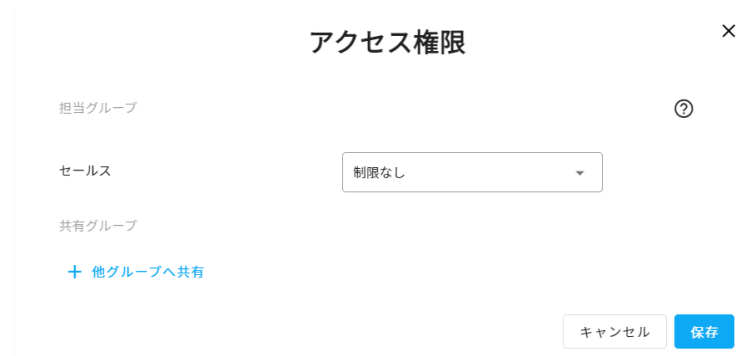 アクセス権限
×
担当グループ
?
セールス
制限なし
共有グループ
+ 他グループへ共有
キャンセル
保存